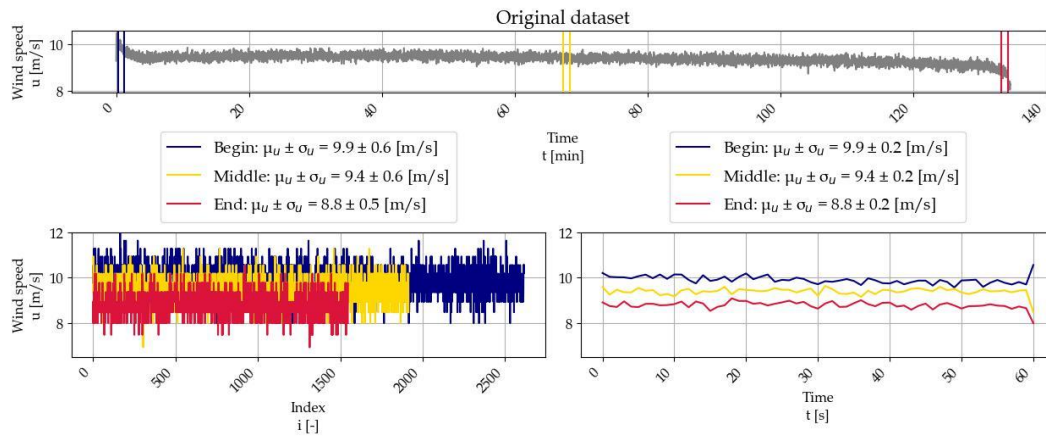 Original dataset
Wind speed
u [m/s]
10
8
0
20
40
60
80
100
120
140
Time
t [min]
Begin: μᵤ ± σᵤ = 9.9 ± 0.6 [m/s]
Middle: μᵤ ± σᵤ = 9.4 ± 0.6 [m/s]
End: μᵤ ± σᵤ = 8.8 ± 0.5 [m/s]
Begin: μᵤ ± σᵤ = 9.9 ± 0.2 [m/s]
Middle: μᵤ ± σᵤ = 9.4 ± 0.2 [m/s]
End: μᵤ ± σᵤ = 8.8 ± 0.2 [m/s]
Wind speed
u [m/s]
12
10
8
0
500
1000
1500
2000
2500
Index
i [-]
Wind speed
u [m/s]
12
10
8
0
10
20
30
40
50
60
Time
t [s]